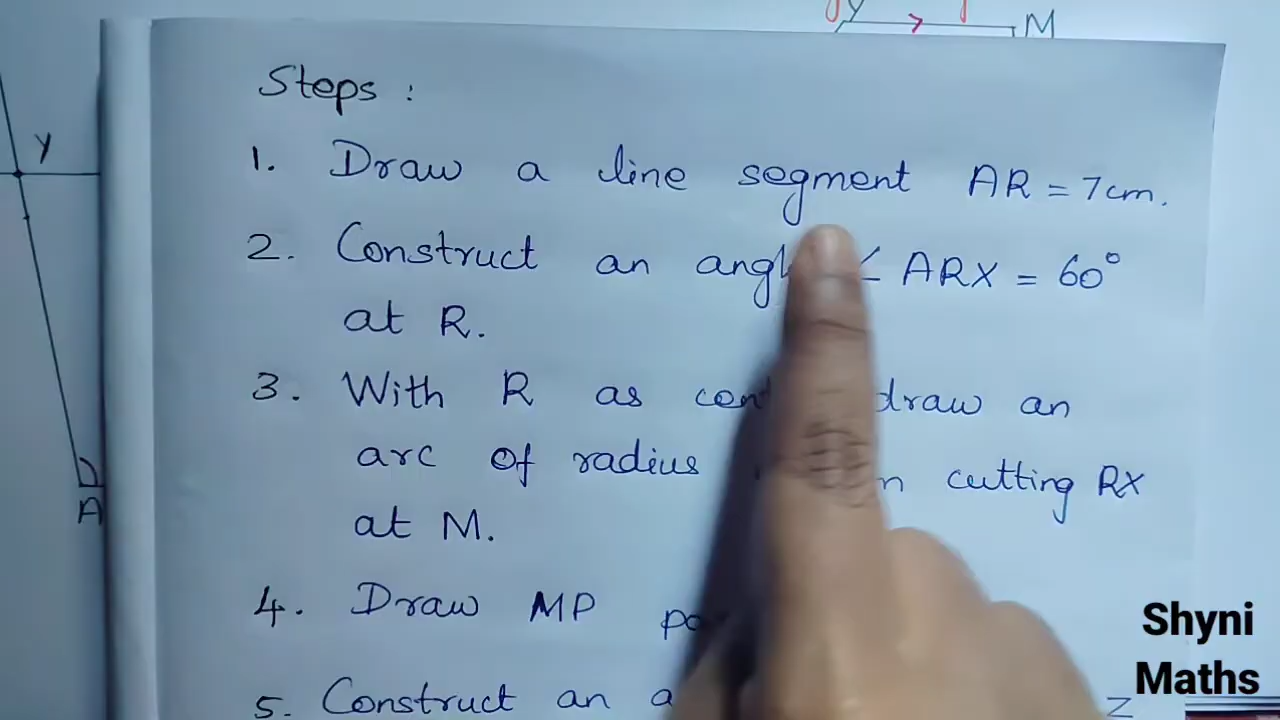 y
M
Steps :
1. Draw a line segment AR = 7cm.
2. Construct an ∠ ARX = 60°
at R.
3. With R as draw an
arc of radius cutting RX
at M.
4. Draw MP
5. Construct an
Y
A
Shyni
Maths